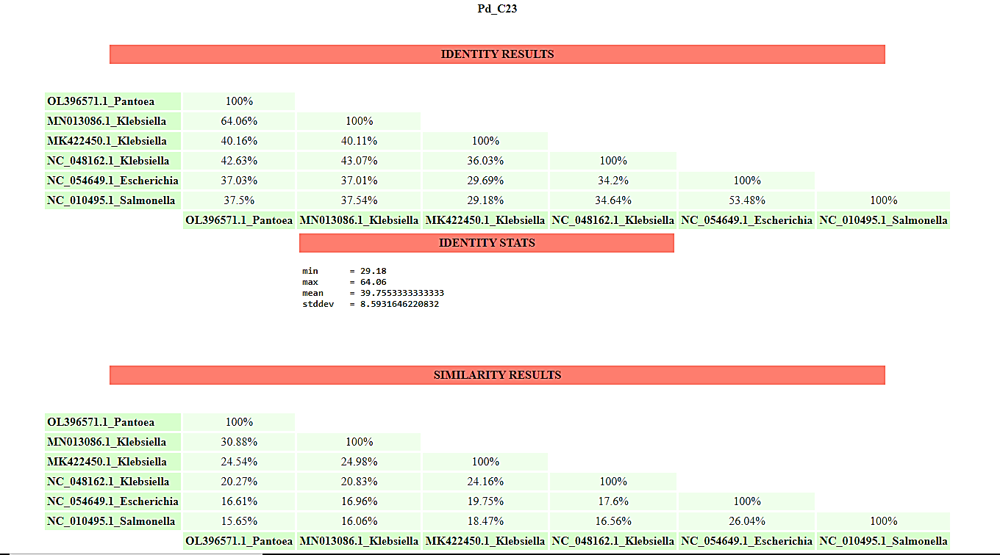 Pd_C23
IDENTITY RESULTS
OL396571.1_Pantoea 100%
MN013086.1_Klebsiella 64.06% 100%
MK422450.1_Klebsiella 40.16% 40.11% 100%
NC_048162.1_Klebsiella 42.63% 43.07% 36.03% 100%
NC_054649.1_Escherichia 37.03% 37.01% 29.69% 34.2% 100%
NC_010495.1_Salmonella 37.5% 37.54% 29.18% 34.64% 53.48% 100%
OL396571.1_Pantoea MN013086.1_Klebsiella MK422450.1_Klebsiella NC_048162.1_Klebsiella NC_054649.1_Escherichia NC_010495.1_Salmonella
IDENTITY STATS
min = 29.18
max = 64.06
mean = 39.7553333333333
stddev = 8.5931646220832
SIMILARITY RESULTS
OL396571.1_Pantoea 100%
MN013086.1_Klebsiella 30.88% 100%
MK422450.1_Klebsiella 24.54% 24.98% 100%
NC_048162.1_Klebsiella 20.27% 20.83% 24.16% 100%
NC_054649.1_Escherichia 16.61% 16.96% 19.75% 17.6% 100%
NC_010495.1_Salmonella 15.65% 16.06% 18.47% 16.56% 26.04% 100%
OL396571.1_Pantoea MN013086.1_Klebsiella MK422450.1_Klebsiella NC_048162.1_Klebsiella NC_054649.1_Escherichia NC_010495.1_Salmonella